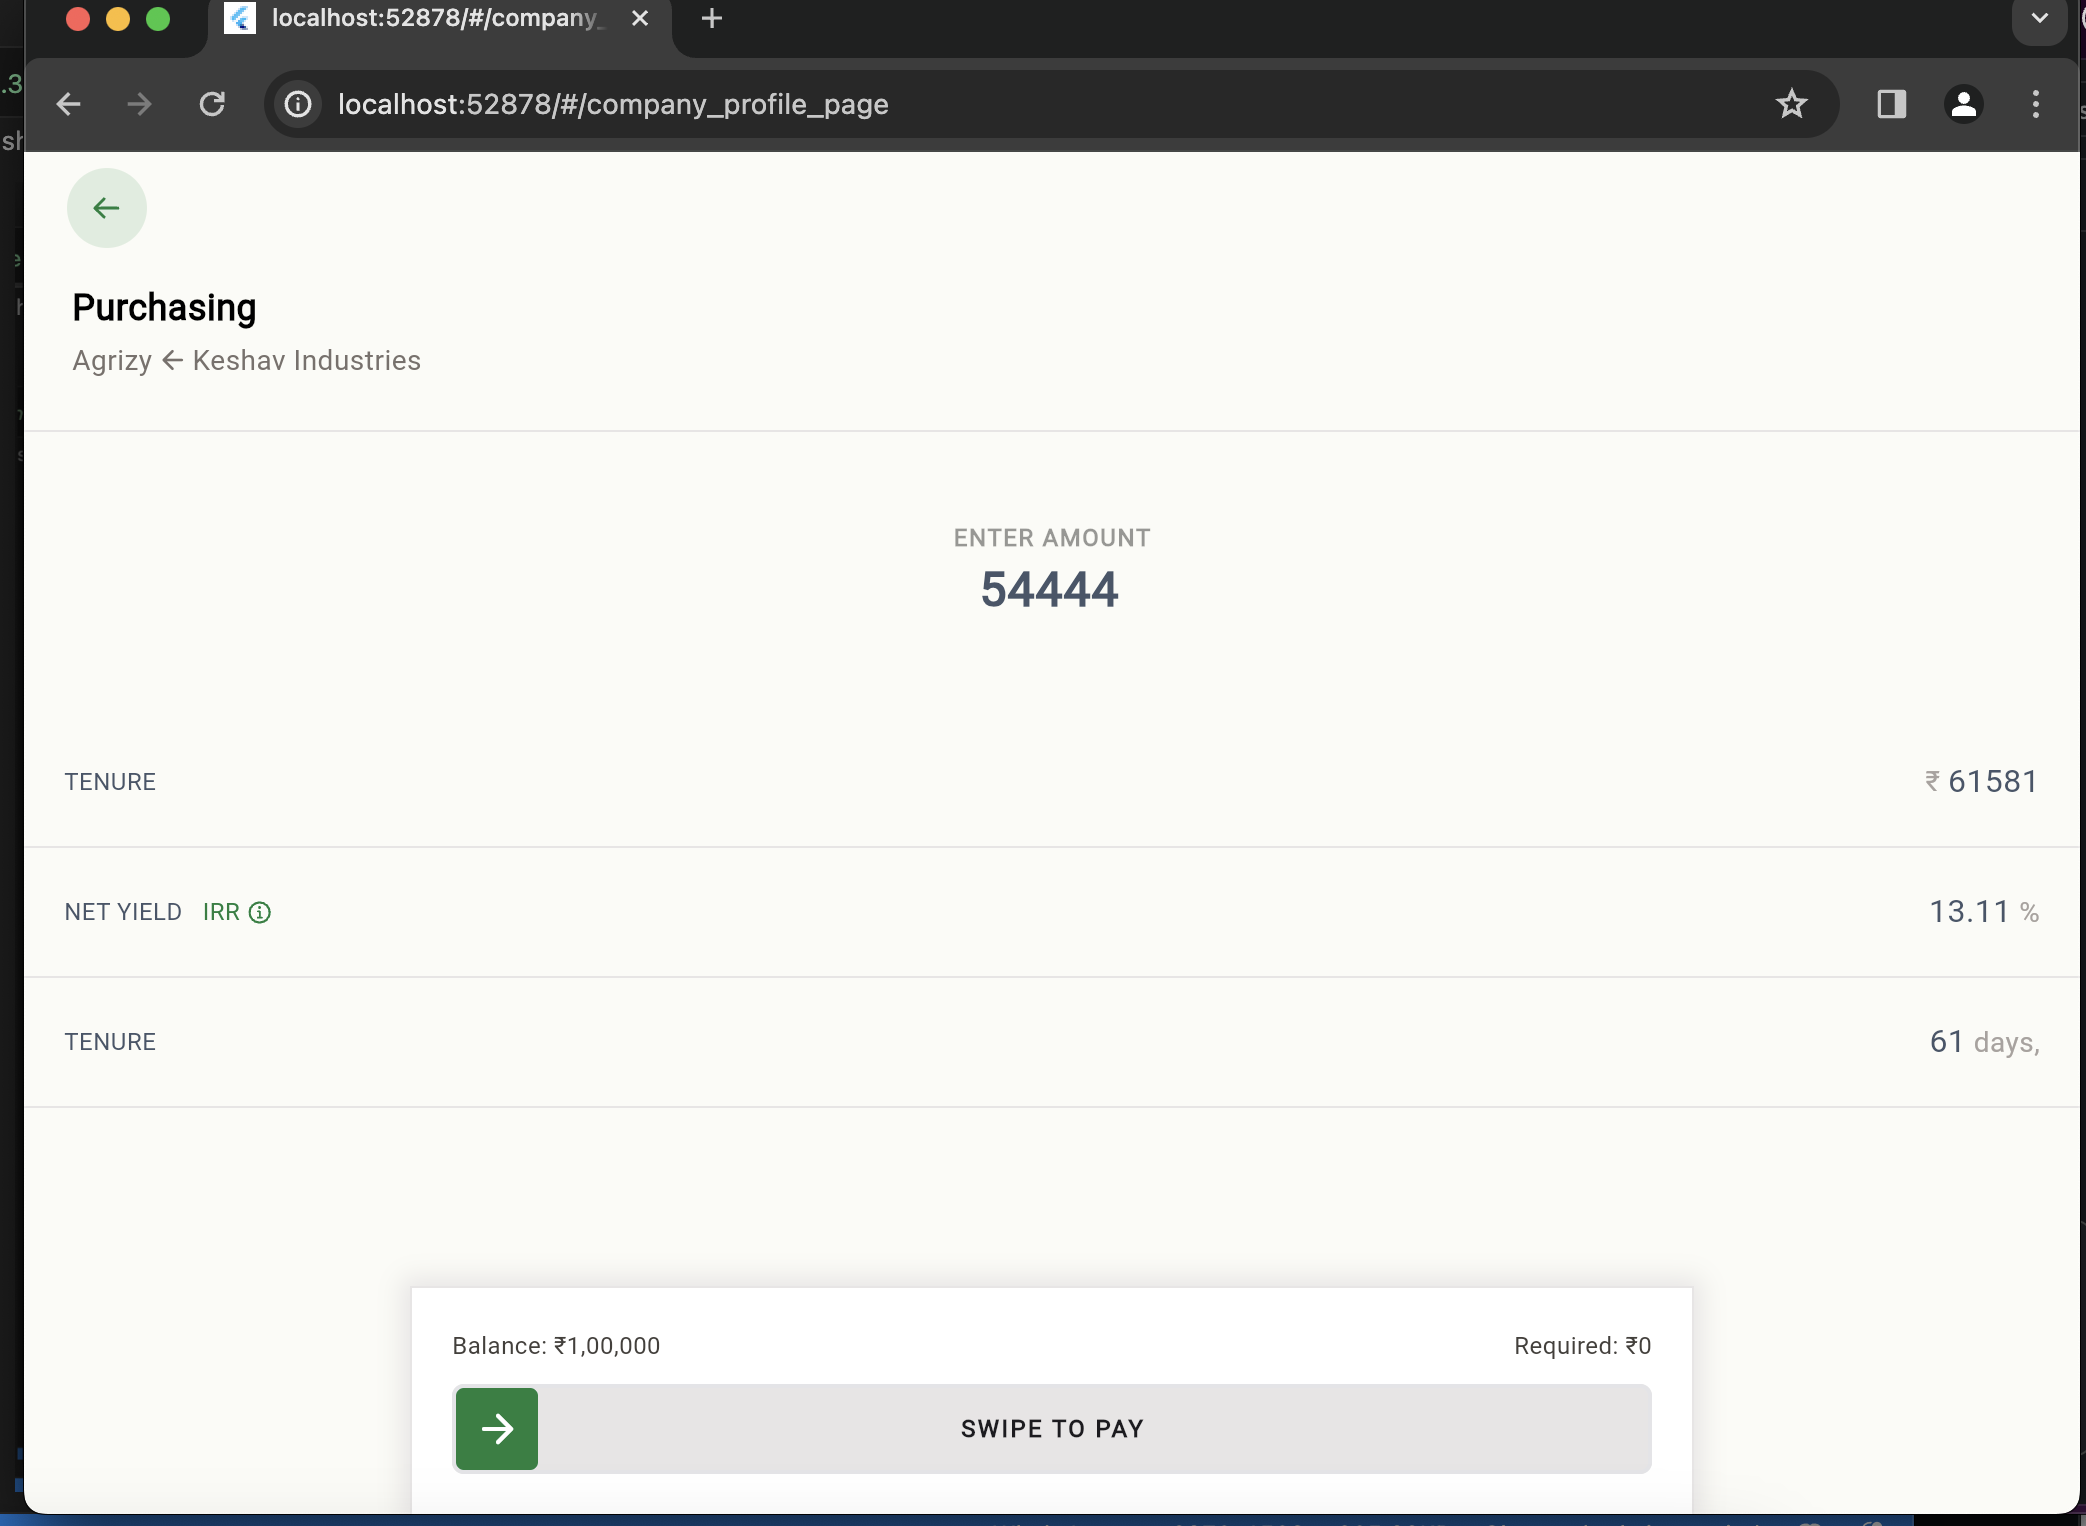 localhost:52878/#/company_
localhost:52878/#/company_profile_page
Purchasing
Agrizy ← Keshav Industries
ENTER AMOUNT
54444
TENURE ₹ 61581
NET YIELD IRR 13.11 %
TENURE 61 days,
Balance: ₹1,00,000 Required: ₹0
SWIPE TO PAY